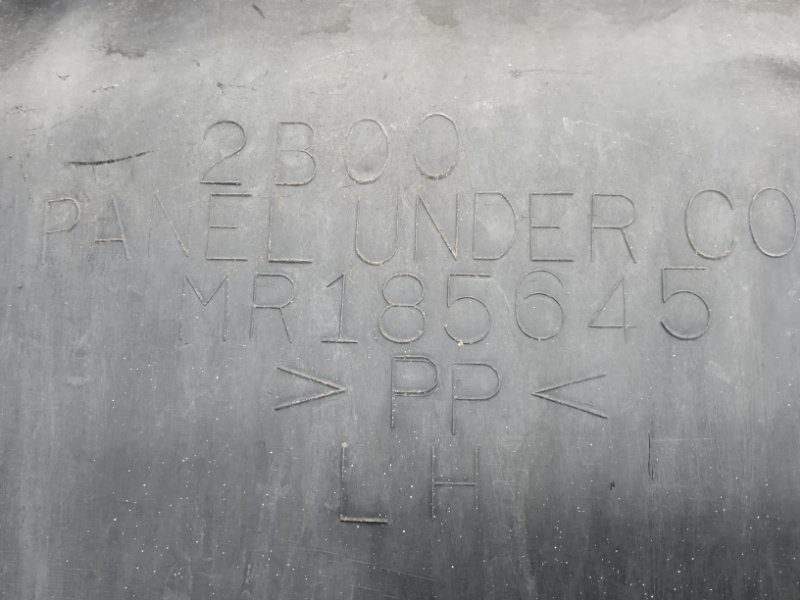 2B00
PANEL UNDER CO
MR185645
>PP<
LH